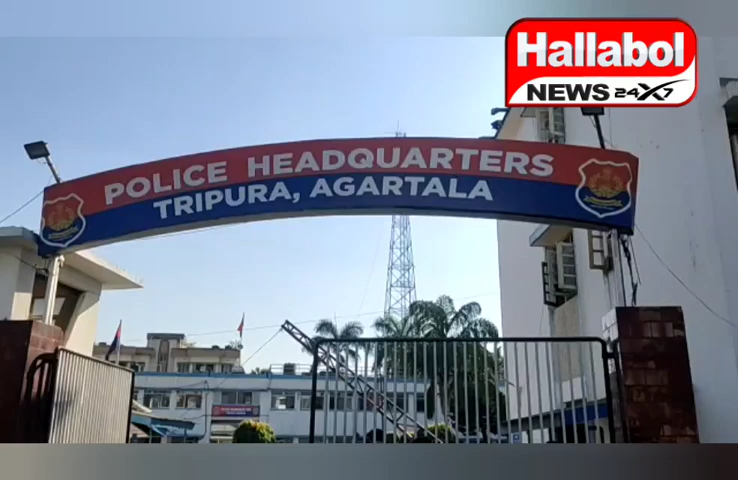 Hallabol
NEWS 24X7
POLICE HEADQUARTERS
TRIPURA, AGARTALA